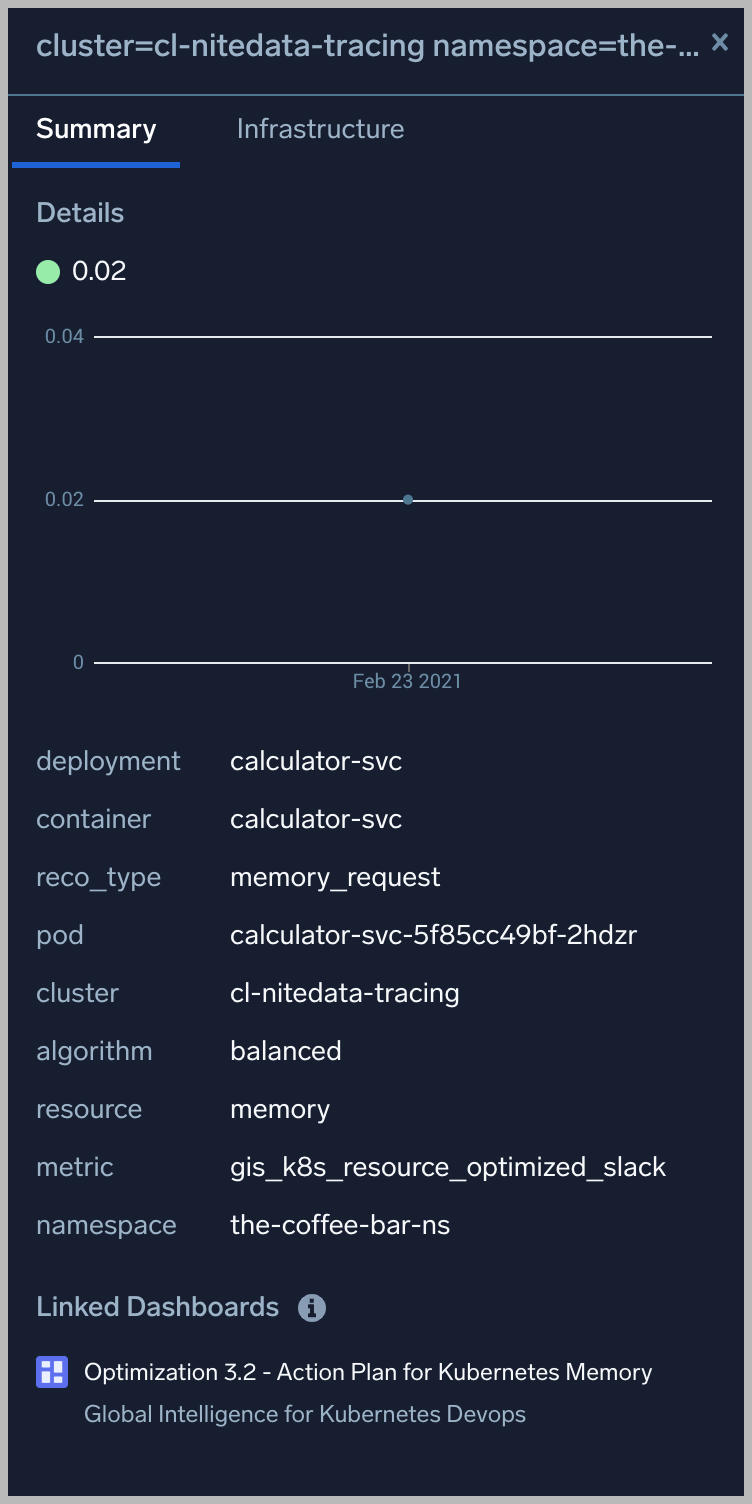 cluster=cl-nitedata-tracing namespace=the-... ×
Summary Infrastructure
Details
0.02
0.04
0.02
0
Feb 23 2021
deployment calculator-svc
container calculator-svc
reco_type memory_request
pod calculator-svc-5f85cc49bf-2hdzr
cluster cl-nitedata-tracing
algorithm balanced
resource memory
metric gis_k8s_resource_optimized_slack
namespace the-coffee-bar-ns
Linked Dashboards i
Optimization 3.2 - Action Plan for Kubernetes Memory
Global Intelligence for Kubernetes Devops